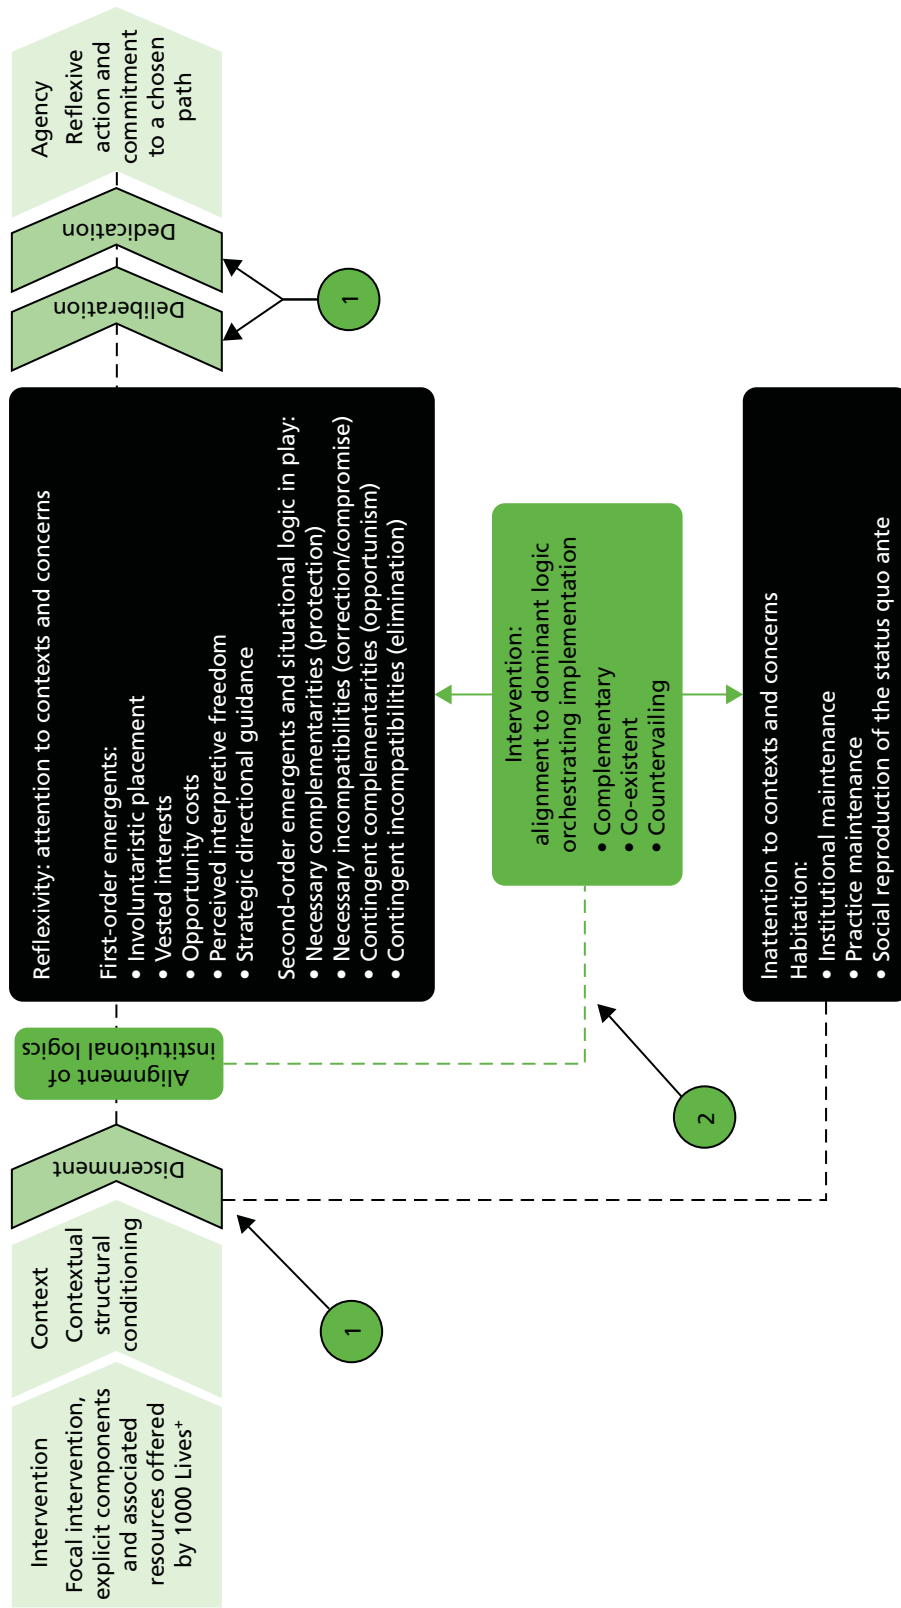 Intervention
Focal intervention,
explicit components
and associated
resources offered
by 1000 Lives⁺
Context
Contextual
structural
conditioning
Discernment
Alignment of
institutional logics
Reflexivity: attention to contexts and concerns
First-order emergents:
• Involuntaristic placement
• Vested interests
• Opportunity costs
• Perceived interpretive freedom
• Strategic directional guidance
Second-order emergents and situational logic in play:
• Necessary complementarities (protection)
• Necessary incompatibilities (correction/compromise)
• Contingent complementarities (opportunism)
• Contingent incompatibilities (elimination)
Deliberation
Dedication
Agency
Reflexive
action and
commitment
to a chosen
path
1
2
1
Intervention:
alignment to dominant logic
orchestrating implementation
• Complementary
• Co-existent
• Countervailing
Inattention to contexts and concerns
Habitation:
• Institutional maintenance
• Practice maintenance
• Social reproduction of the status quo ante